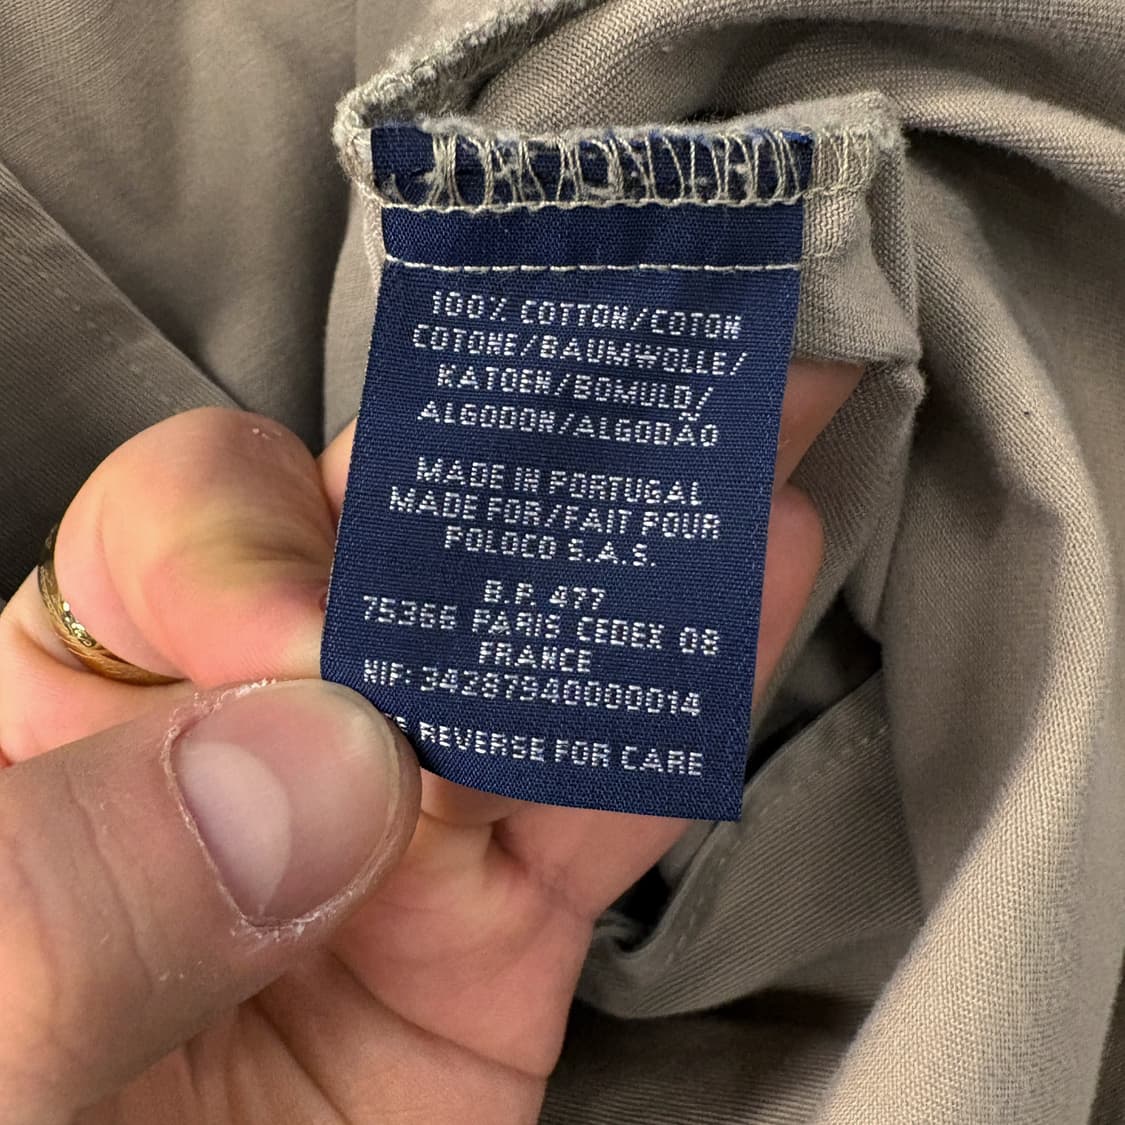 100% COTTON/COTON
COTONE/BAUMWOLLE/
KATOEN/BOMULD/
ALGODON/ALGODÃO
MADE IN PORTUGAL
MADE FOR/FAIT POUR
POLOCO S.A.S.
B.P. 477
75366 PARIS CEDEX 08
FRANCE
NIF: 34287940000014
REVERSE FOR CARE